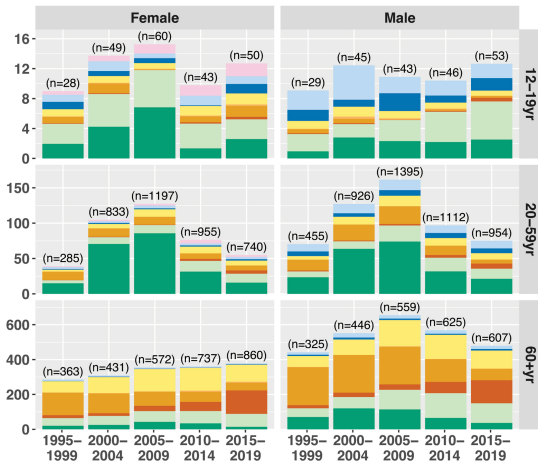 Female Male
16
12
8
4
0
(n=28) (n=49) (n=60) (n=43) (n=50)
(n=29) (n=45) (n=43) (n=46) (n=53)
12–19yr
150
100
50
0
(n=285) (n=833) (n=1197) (n=955) (n=740)
(n=455) (n=926) (n=1395) (n=1112) (n=954)
20–59yr
600
400
200
0
(n=363) (n=431) (n=572) (n=737) (n=860)
(n=325) (n=446) (n=559) (n=625) (n=607)
60+yr
1995– 2000– 2005– 2010– 2015– 1995– 2000– 2005– 2010– 2015–
1999 2004 2009 2014 2019 1999 2004 2009 2014 2019